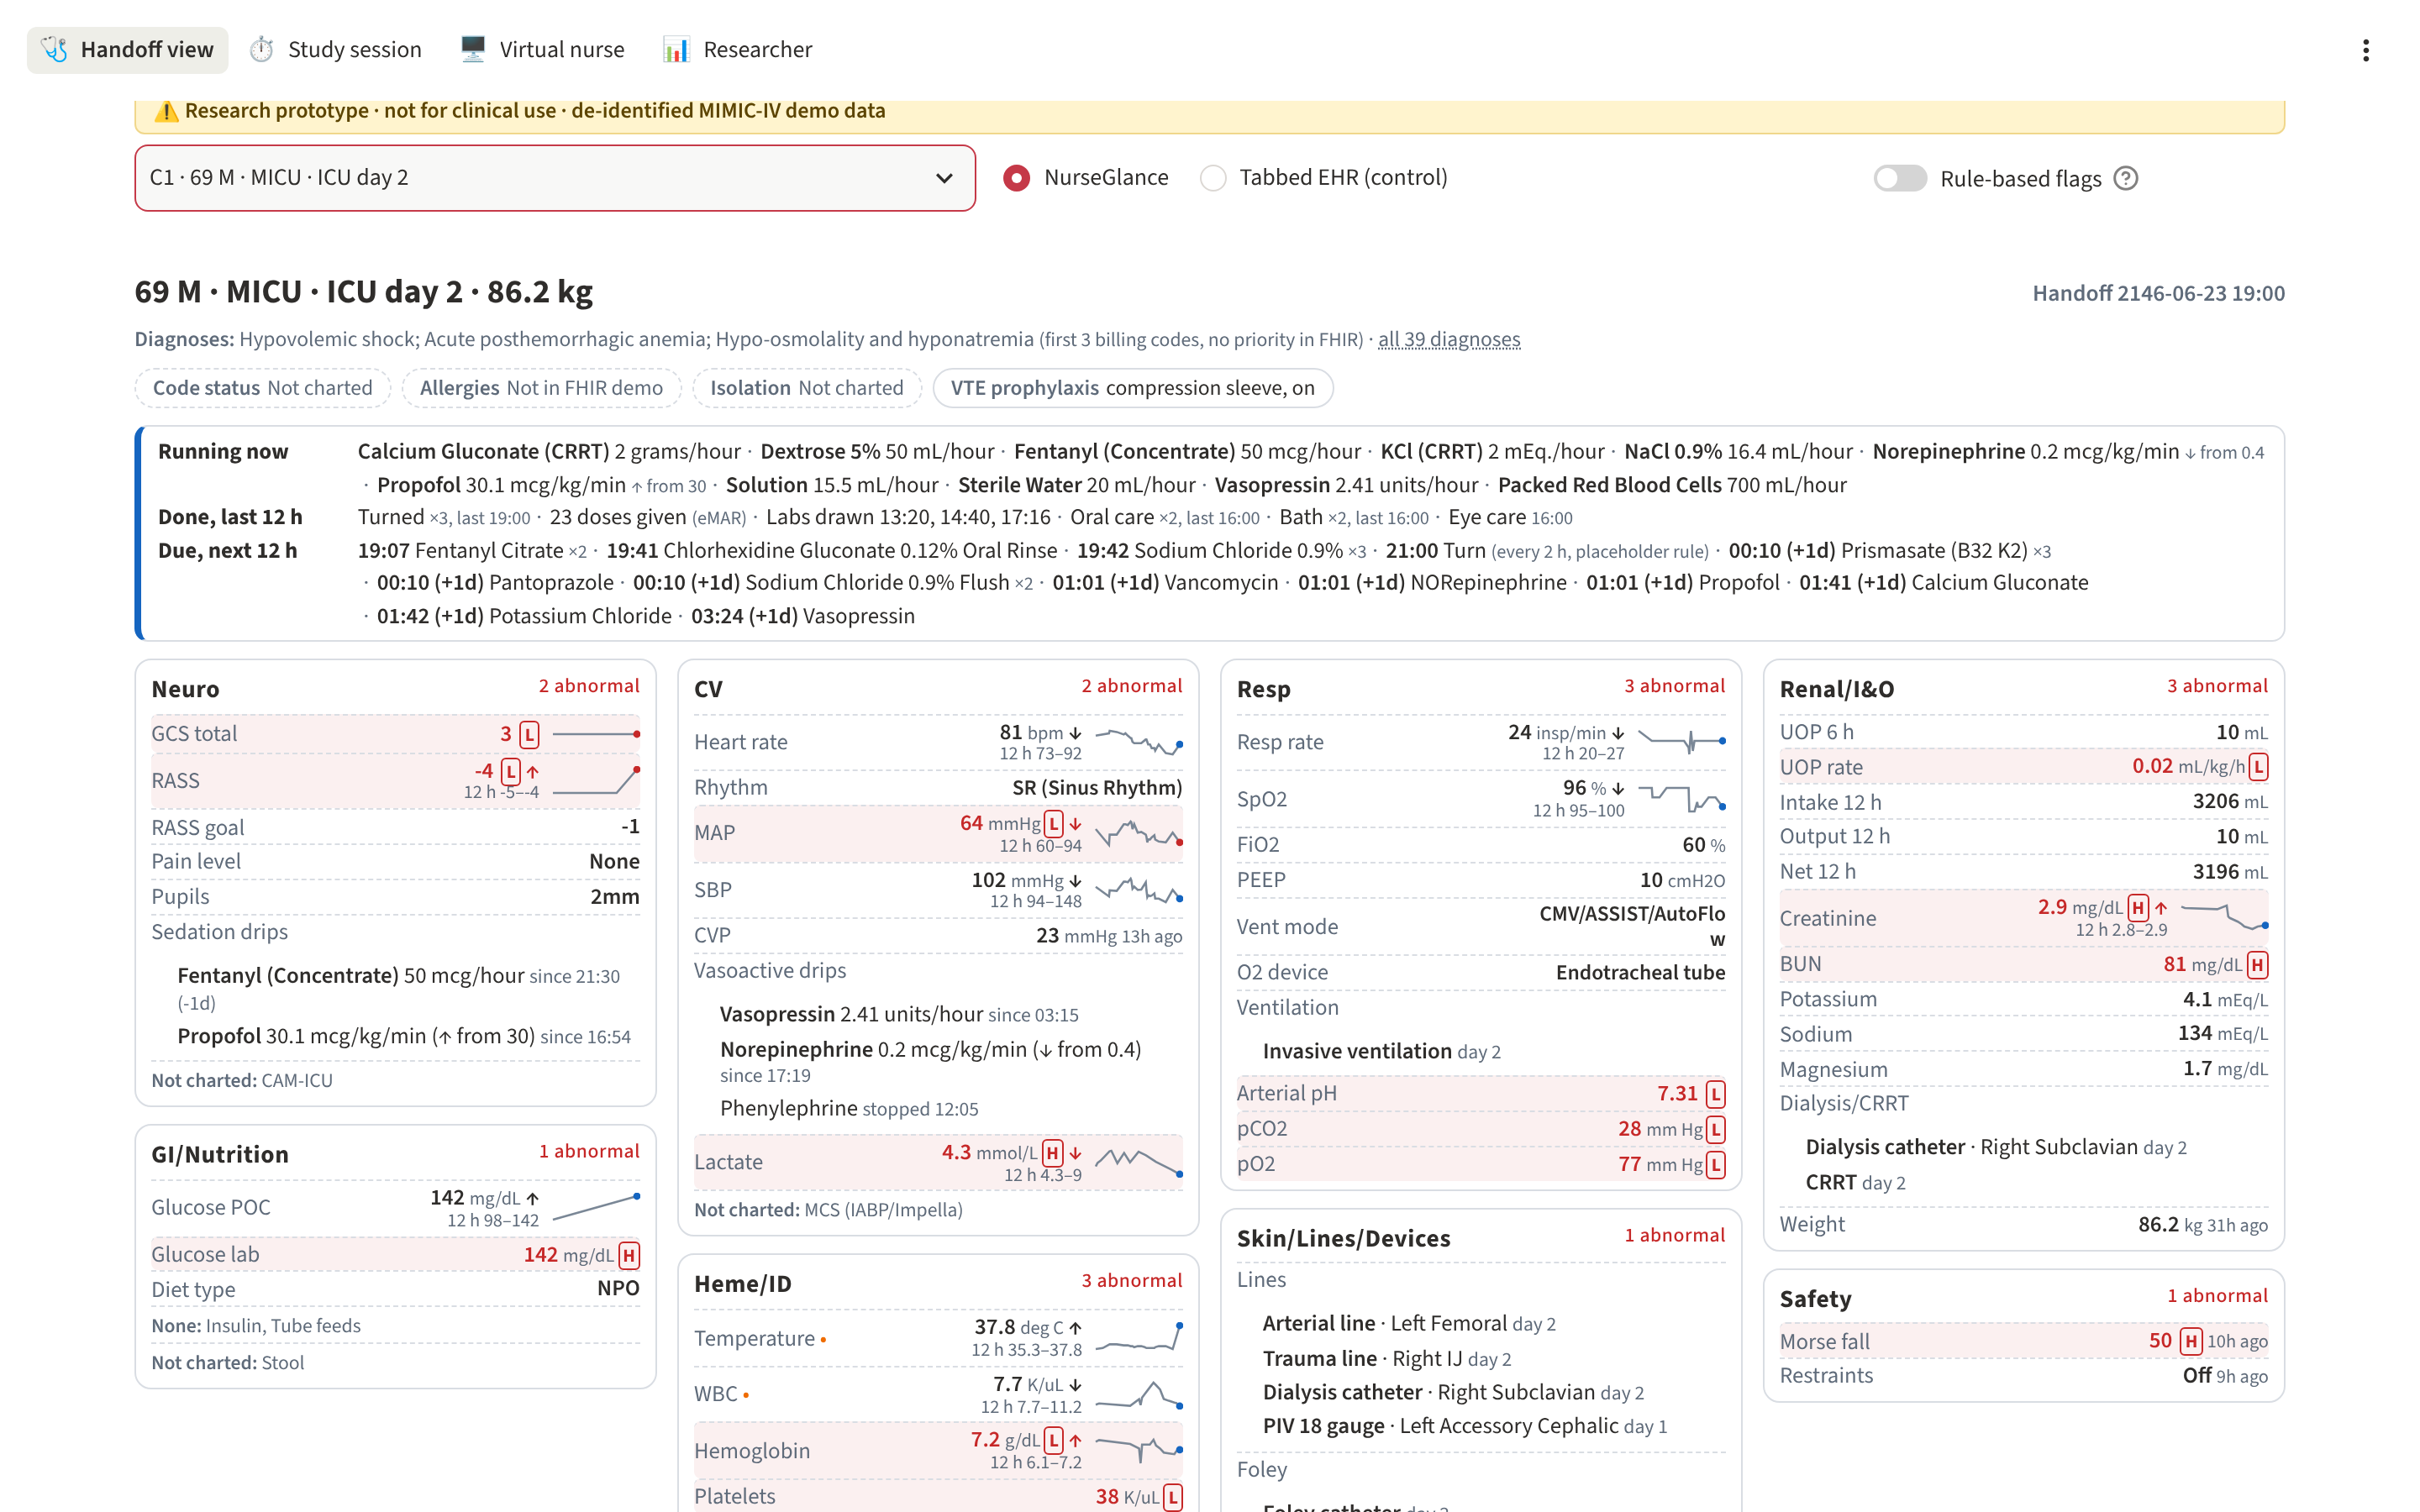 Handoff view
Study session
Virtual nurse
Researcher
Research prototype · not for clinical use · de-identified MIMIC-IV demo data
C1 · 69 M · MICU · ICU day 2
NurseGlance
Tabbed EHR (control)
Rule-based flags
69 M · MICU · ICU day 2 · 86.2 kg
Handoff 2146-06-23 19:00
Diagnoses: Hypovolemic shock; Acute posthemorrhagic anemia; Hypo-osmolality and hyponatremia (first 3 billing codes, no priority in FHIR) · all 39 diagnoses
Code status Not charted
Allergies Not in FHIR demo
Isolation Not charted
VTE prophylaxis compression sleeve, on
Running now
Calcium Gluconate (CRRT) 2 grams/hour · Dextrose 5% 50 mL/hour · Fentanyl (Concentrate) 50 mcg/hour · KCl (CRRT) 2 mEq./hour · NaCl 0.9% 16.4 mL/hour · Norepinephrine 0.2 mcg/kg/min ↓ from 0.4
· Propofol 30.1 mcg/kg/min ↑ from 30 · Solution 15.5 mL/hour · Sterile Water 20 mL/hour · Vasopressin 2.41 units/hour · Packed Red Blood Cells 700 mL/hour
Done, last 12 h
Turned ×3, last 19:00 · 23 doses given (eMAR) · Labs drawn 13:20, 14:40, 17:16 · Oral care ×2, last 16:00 · Bath ×2, last 16:00 · Eye care 16:00
Due, next 12 h
19:07 Fentanyl Citrate ×2 · 19:41 Chlorhexidine Gluconate 0.12% Oral Rinse · 19:42 Sodium Chloride 0.9% ×3 · 21:00 Turn (every 2 h, placeholder rule) · 00:10 (+1d) Prismasate (B32 K2) ×3
· 00:10 (+1d) Pantoprazole · 00:10 (+1d) Sodium Chloride 0.9% Flush ×2 · 01:01 (+1d) Vancomycin · 01:01 (+1d) NORepinephrine · 01:01 (+1d) Propofol · 01:41 (+1d) Calcium Gluconate
· 01:42 (+1d) Potassium Chloride · 03:24 (+1d) Vasopressin
Neuro 2 abnormal
GCS total 3 L
RASS -4 L ↑
12 h -5–-4
RASS goal -1
Pain level None
Pupils 2mm
Sedation drips
Fentanyl (Concentrate) 50 mcg/hour since 21:30
(-1d)
Propofol 30.1 mcg/kg/min (↑ from 30) since 16:54
Not charted: CAM-ICU
GI/Nutrition 1 abnormal
Glucose POC 142 mg/dL ↑
12 h 98–142
Glucose lab 142 mg/dL H
Diet type NPO
None: Insulin, Tube feeds
Not charted: Stool
CV 2 abnormal
Heart rate 81 bpm ↓
12 h 73–92
Rhythm SR (Sinus Rhythm)
MAP 64 mmHg L ↓
12 h 60–94
SBP 102 mmHg ↓
12 h 94–148
CVP 23 mmHg 13h ago
Vasoactive drips
Vasopressin 2.41 units/hour since 03:15
Norepinephrine 0.2 mcg/kg/min (↓ from 0.4)
since 17:19
Phenylephrine stopped 12:05
Lactate 4.3 mmol/L H ↓
12 h 4.3–9
Not charted: MCS (IABP/Impella)
Heme/ID 3 abnormal
Temperature • 37.8 deg C ↑
12 h 35.3–37.8
WBC • 7.7 K/uL ↓
12 h 7.7–11.2
Hemoglobin 7.2 g/dL L ↑
12 h 6.1–7.2
Platelets 38 K/uL L
Resp 3 abnormal
Resp rate 24 insp/min ↓
12 h 20–27
SpO2 96 % ↓
12 h 95–100
FiO2 60 %
PEEP 10 cmH2O
Vent mode CMV/ASSIST/AutoFlo
w
O2 device Endotracheal tube
Ventilation
Invasive ventilation day 2
Arterial pH 7.31 L
pCO2 28 mm Hg L
pO2 77 mm Hg L
Skin/Lines/Devices 1 abnormal
Lines
Arterial line · Left Femoral day 2
Trauma line · Right IJ day 2
Dialysis catheter · Right Subclavian day 2
PIV 18 gauge · Left Accessory Cephalic day 1
Foley
Foley catheter day 2
Renal/I&O 3 abnormal
UOP 6 h 10 mL
UOP rate 0.02 mL/kg/h L
Intake 12 h 3206 mL
Output 12 h 10 mL
Net 12 h 3196 mL
Creatinine 2.9 mg/dL H ↑
12 h 2.8–2.9
BUN 81 mg/dL H
Potassium 4.1 mEq/L
Sodium 134 mEq/L
Magnesium 1.7 mg/dL
Dialysis/CRRT
Dialysis catheter · Right Subclavian day 2
CRRT day 2
Weight 86.2 kg 31h ago
Safety 1 abnormal
Morse fall 50 H 10h ago
Restraints Off 9h ago